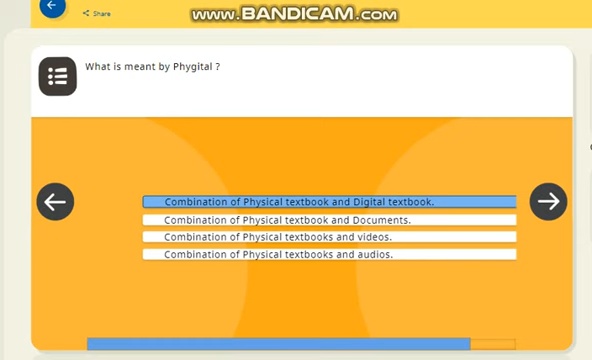 Share
www.BANDICAM.com
What is meant by Phygital ?
Combination of Physical textbook and Digital textbook.
Combination of Physical textbook and Documents.
Combination of Physical textbooks and videos.
Combination of Physical textbooks and audios.